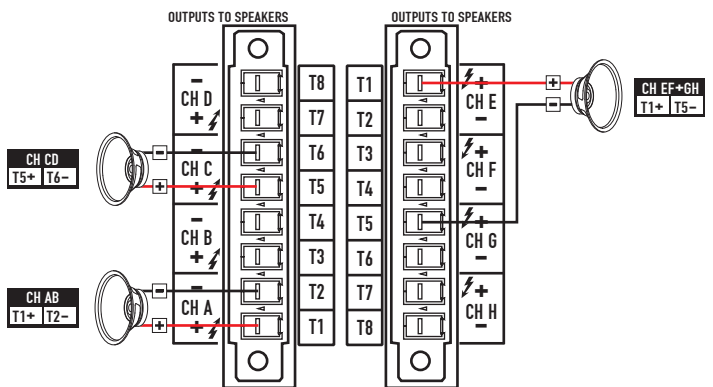 OUTPUTS TO SPEAKERS
OUTPUTS TO SPEAKERS
CH CD
T5+ T6-
CH AB
T1+ T2-
-
CH D
+
-
CH C
+
-
CH B
+
-
CH A
+
-
+
-
+
T8
T7
T6
T5
T4
T3
T2
T1
T1
T2
T3
T4
T5
T6
T7
T8
+
CH E
-
+
CH F
-
+
CH G
-
+
CH H
-
+
-
CH EF+GH
T1+ T5-